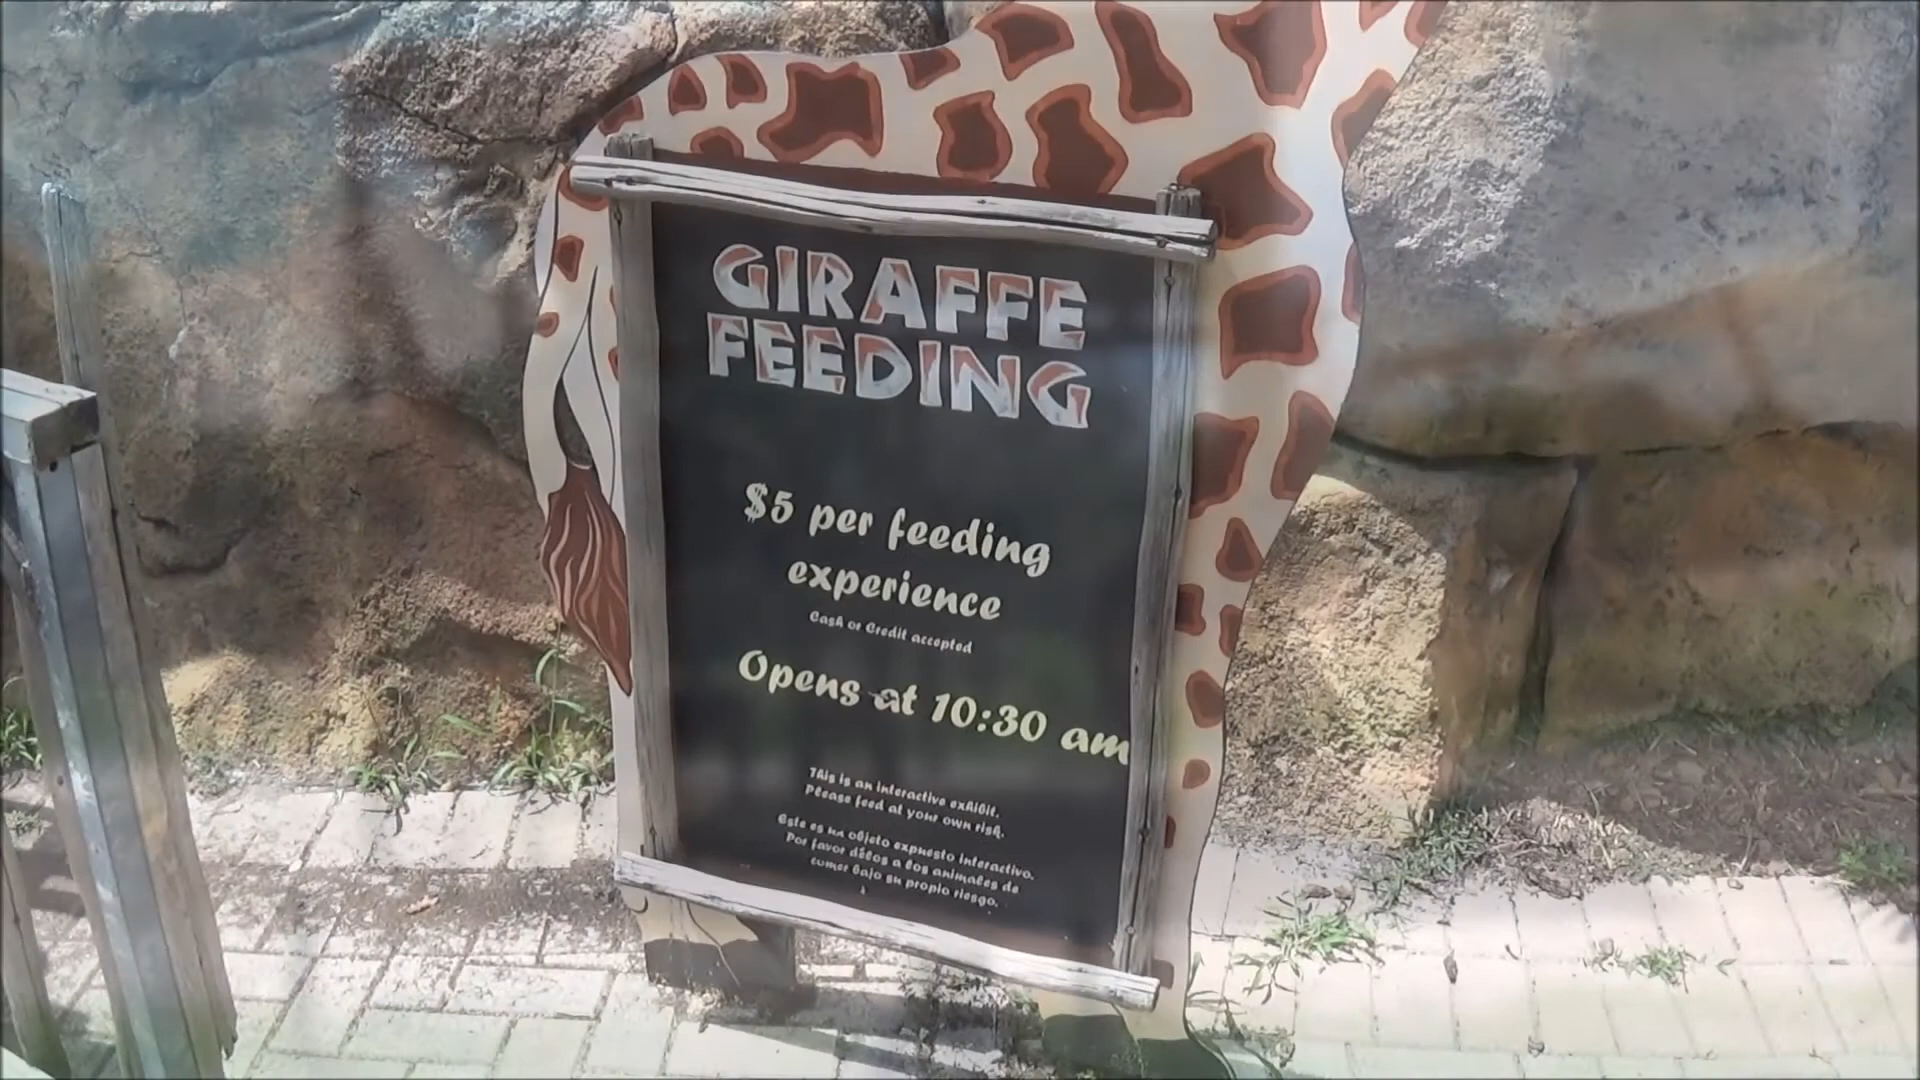 GIRAFFE
FEEDING
$5 per feeding
experience
Cash or Credit accepted
Opens at 10:30 am
This is an interactive exhibit.
Please feed at your own risk.
Este es un objeto expuesto interactivo.
Por favor délos a los animales de
comer bajo su propio riesgo.